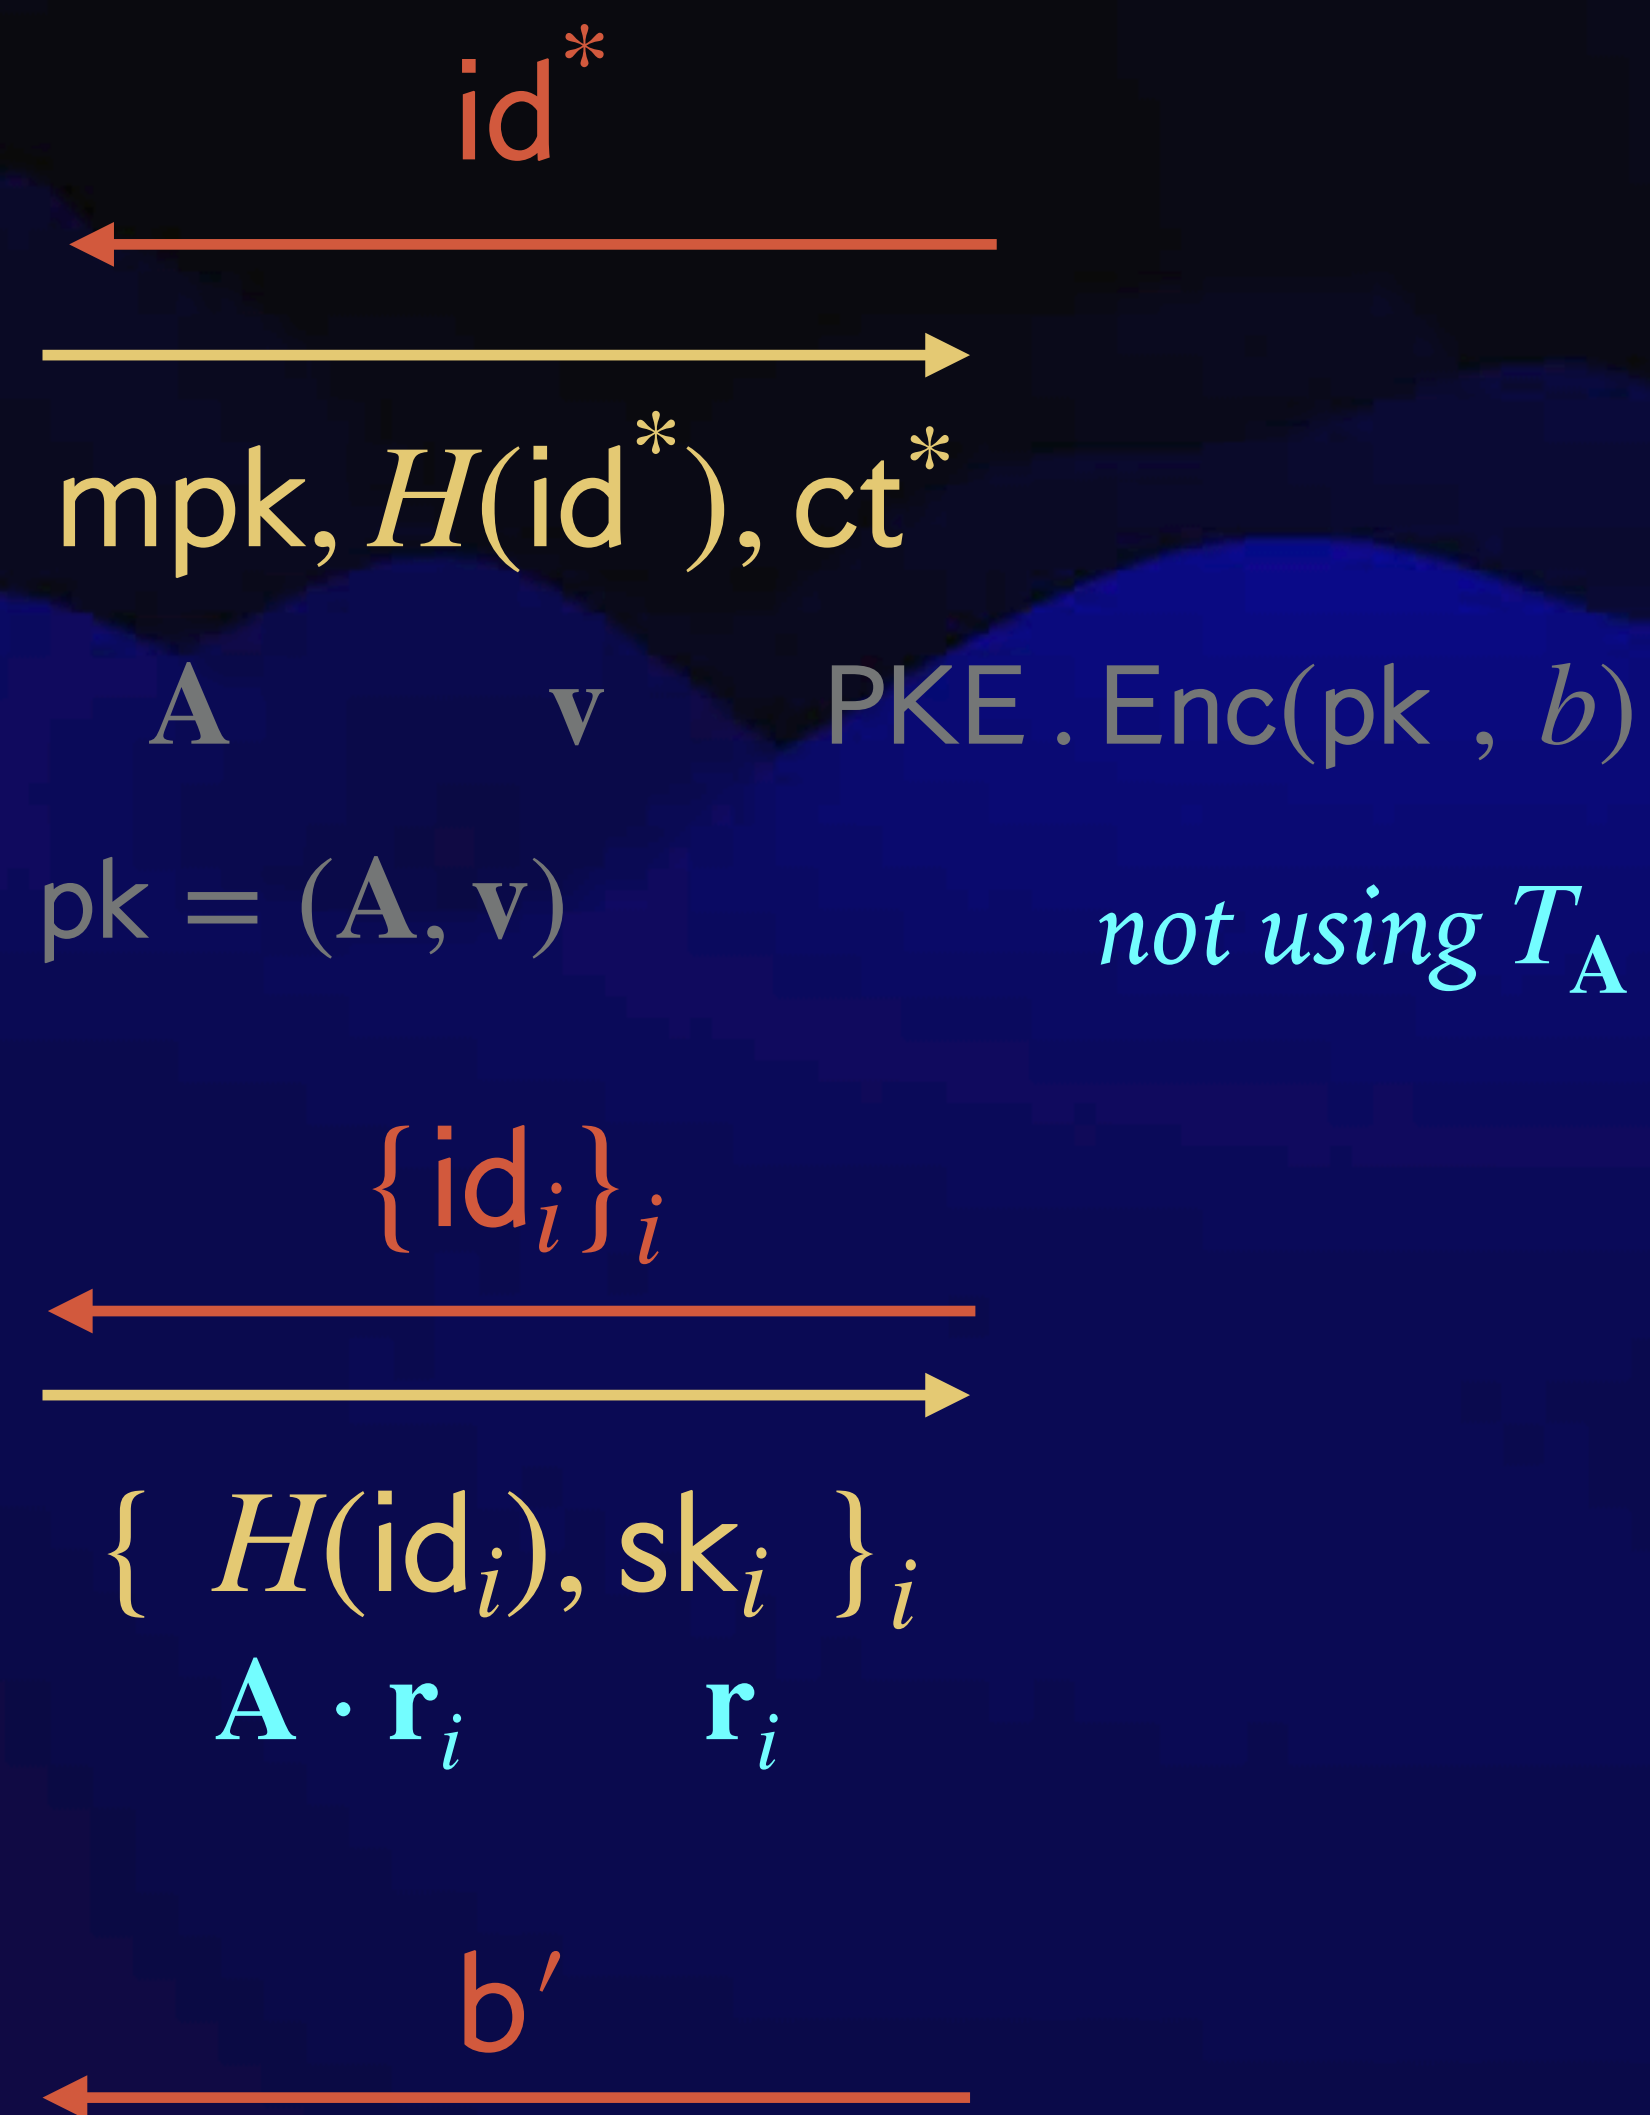 id*
mpk, H(id*), ct*
A v PKE . Enc(pk , b)
pk = (A, v)
not using T_A
{id_i}_i
{ H(id_i), sk_i }_i
A · r_i r_i
b′